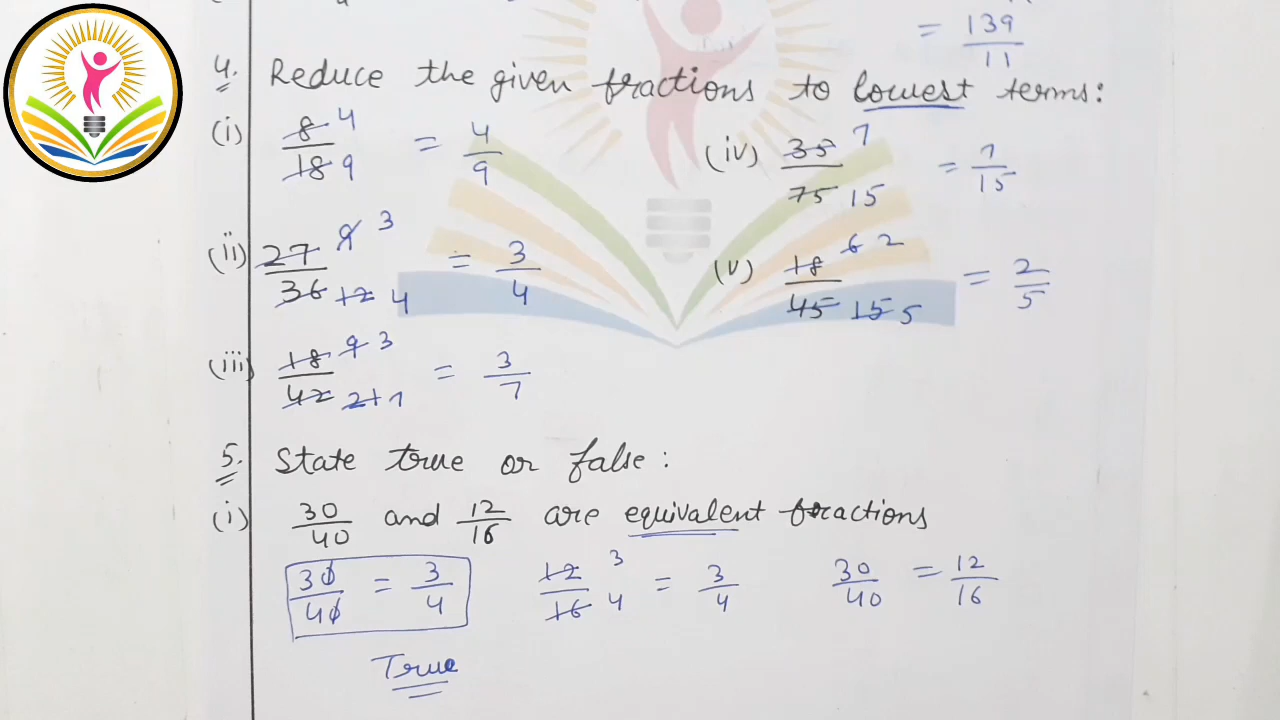 = 139/11
4. Reduce the given fractions to lowest terms:
(i) 8/18 4 9 = 4/9
(ii) 27/36 9 3 12 4 = 3/4
(iii) 18/42 9 3 21 7 = 3/7
(iv) 35/75 7 15 = 7/15
(v) 18/45 6 2 15 5 = 2/5
5. State true or false:
(i) 30/40 and 12/16 are equivalent fractions
30/40 = 3/4 12/16 3 4 = 3/4 30/40 = 12/16
True